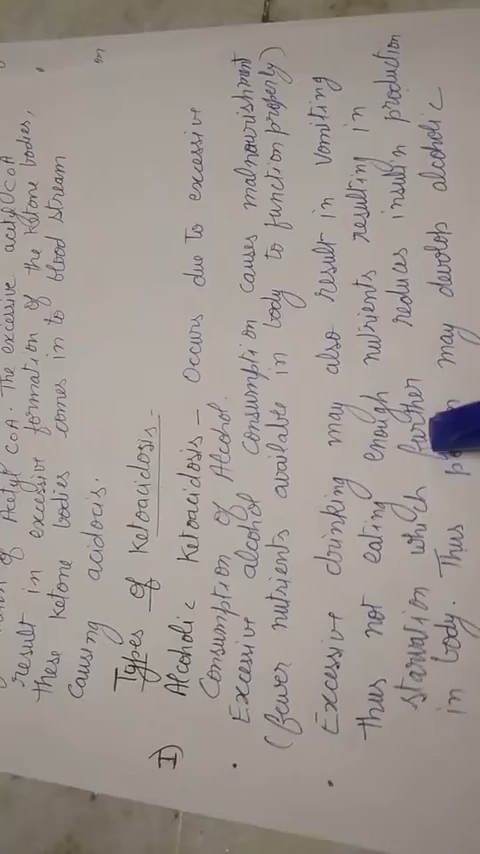 of Acetyl CoA. The excessive acetyl CoA
result in excessive formation of the ketone bodies,
these ketone bodies comes in to blood stream
causing acidocis.
Types of Ketoacidosis:-
I) Alcoholic Ketoacidosis - Occurs due to excessive
Consumption of Alcohol.
• Excessive alcohol consumption causes malnourishment
(fewer nutrients available in body to function properly)
• Excessive drinking may also result in vomiting
thus not eating enough nutrients resulting in
starvation which further reduces insulin production
in body. Thus may develop alcoholic